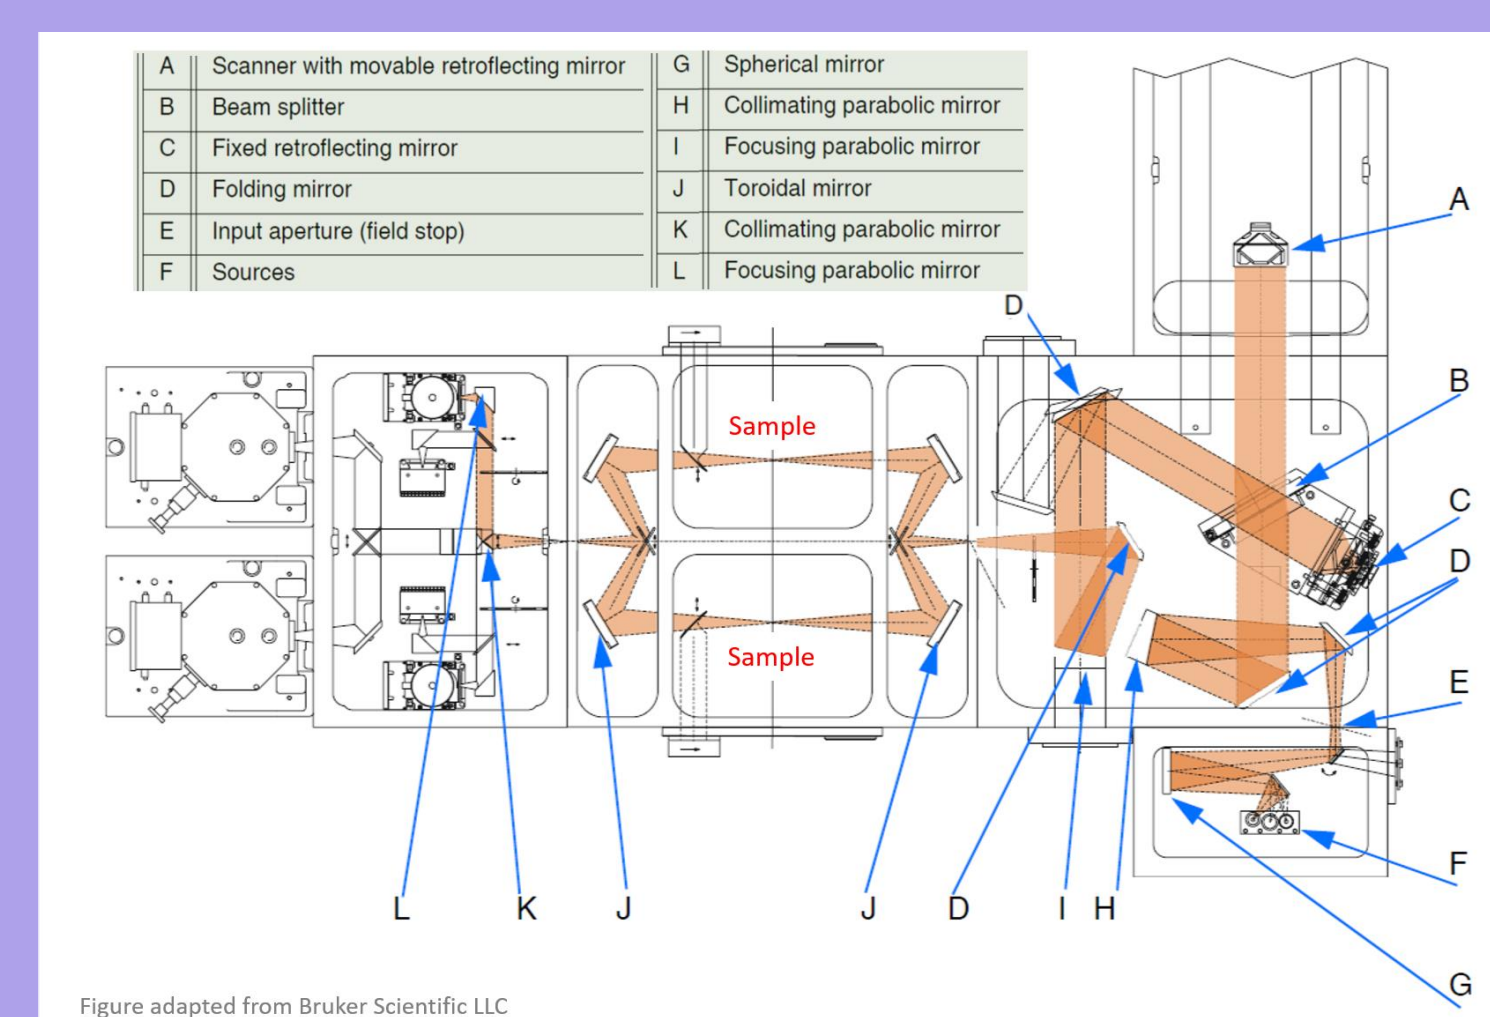 A Scanner with movable retroflecting mirror
B Beam splitter
C Fixed retroflecting mirror
D Folding mirror
E Input aperture (field stop)
F Sources
G Spherical mirror
H Collimating parabolic mirror
I Focusing parabolic mirror
J Toroidal mirror
K Collimating parabolic mirror
L Focusing parabolic mirror
A
D
B
Sample
C
D
Sample
E
F
L
K
J
J
D
I
H
G
Figure adapted from Bruker Scientific LLC